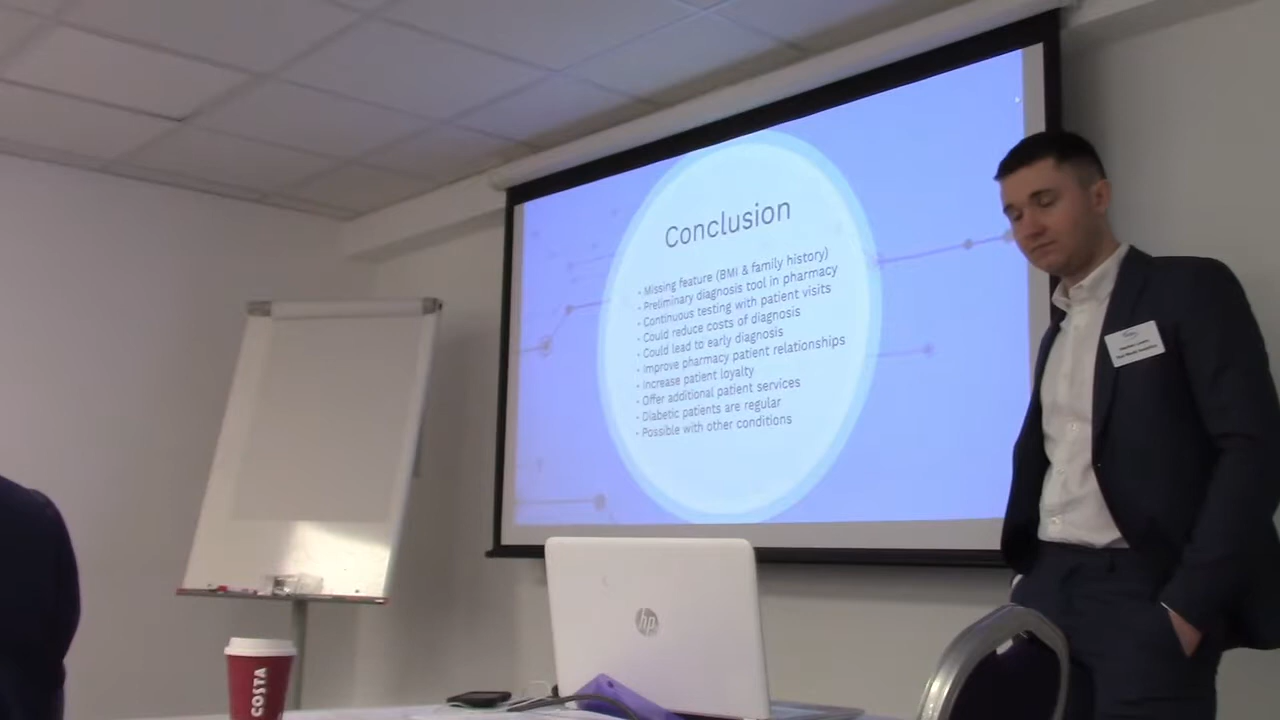 Conclusion
· Missing feature (BMI & family history)
· Preliminary diagnosis tool in pharmacy
· Continuous testing with patient visits
· Could reduce costs of diagnosis
· Could lead to early diagnosis
· Improve pharmacy patient relationships
· Increase patient loyalty
· Offer additional patient services
· Diabetic patients are regular
· Possible with other conditions
hp
COSTA